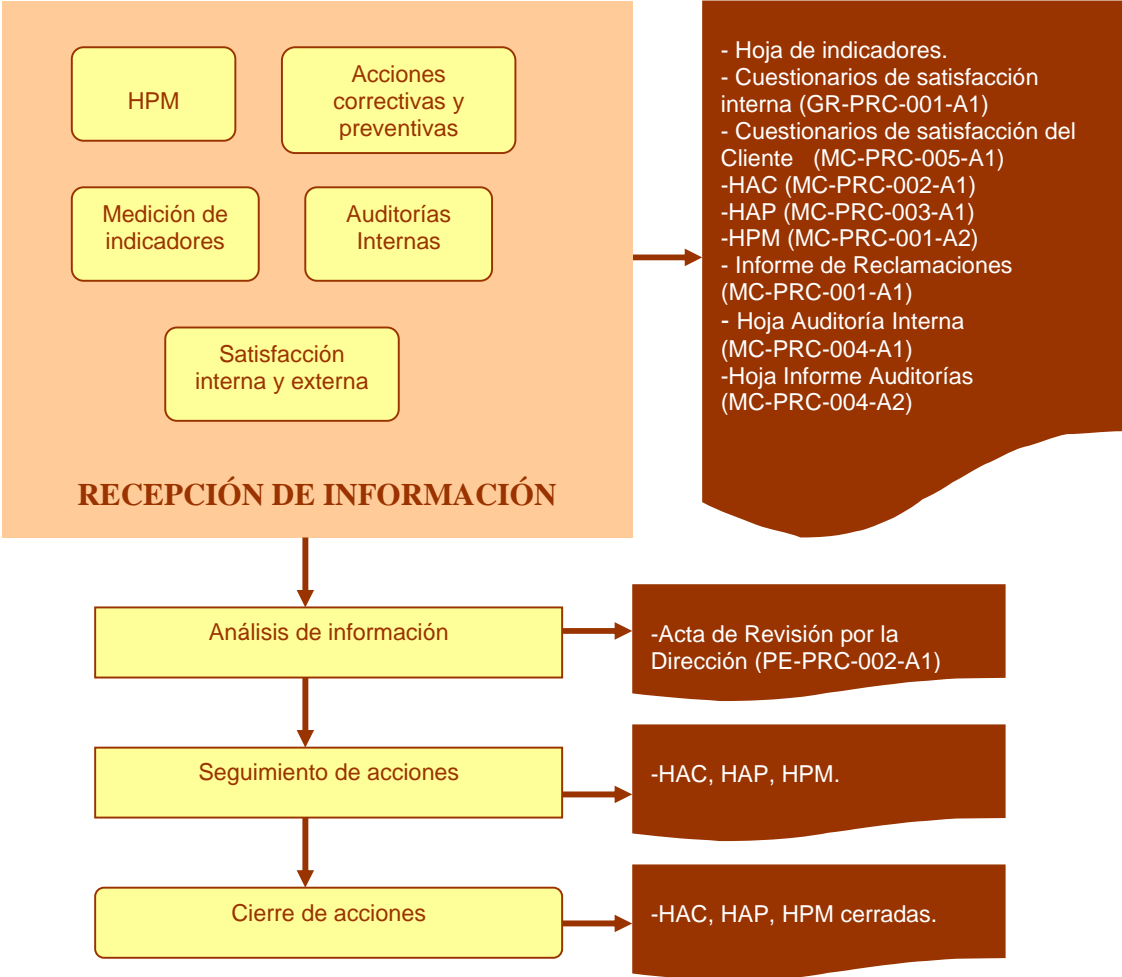 HPM
Acciones
correctivas y
preventivas
Medición de
indicadores
Auditorías
Internas
Satisfacción
interna y externa
RECEPCIÓN DE INFORMACIÓN
- Hoja de indicadores.
- Cuestionarios de satisfacción
interna (GR-PRC-001-A1)
- Cuestionarios de satisfacción del
Cliente (MC-PRC-005-A1)
-HAC (MC-PRC-002-A1)
-HAP (MC-PRC-003-A1)
-HPM (MC-PRC-001-A2)
- Informe de Reclamaciones
(MC-PRC-001-A1)
- Hoja Auditoría Interna
(MC-PRC-004-A1)
-Hoja Informe Auditorías
(MC-PRC-004-A2)
Análisis de información
-Acta de Revisión por la
Dirección (PE-PRC-002-A1)
Seguimiento de acciones
-HAC, HAP, HPM.
Cierre de acciones
-HAC, HAP, HPM cerradas.